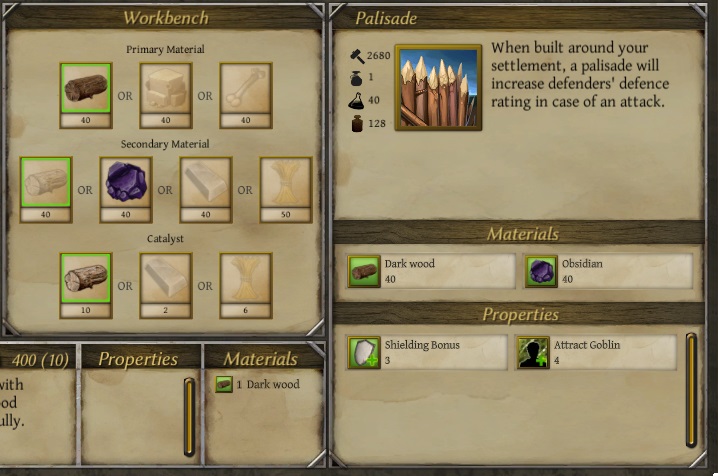 Workbench
Primary Material
OR
OR
40
40
40
Secondary Material
OR
OR
OR
40
40
40
50
Catalyst
OR
OR
10
2
6
400 (10)
with
ood
ully.
Properties
Materials
1 Dark wood
Palisade
2680
1
40
128
When built around your
settlement, a palisade will
increase defenders' defence
rating in case of an attack.
Materials
Dark wood
40
Obsidian
40
Properties
Shielding Bonus
3
Attract Goblin
4